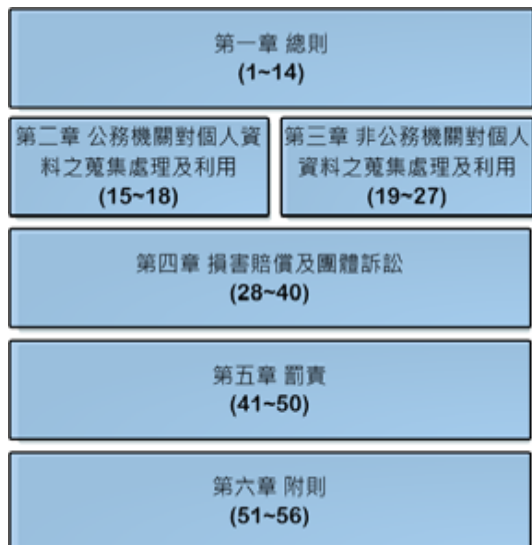 第一章 總則
(1~14)
第二章 公務機關對個人資
料之蒐集處理及利用
(15~18)
第三章 非公務機關對個人
資料之蒐集處理及利用
(19~27)
第四章 損害賠償及團體訴訟
(28~40)
第五章 罰責
(41~50)
第六章 附則
(51~56)